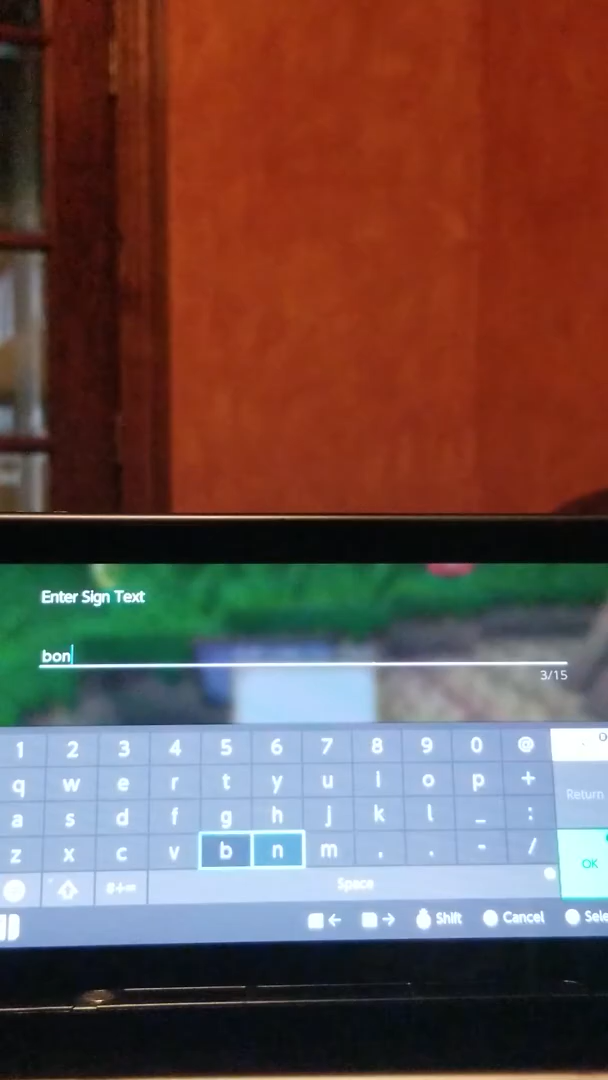 Enter Sign Text
bon
3/15
1 2 3 4 5 6 7 8 9 0 @
q w e r t y u i o p +
Return
a s d f g h j k l _ :
z x c v b n m , . - /
OK
#+=
Space
← → Shift Cancel Sele